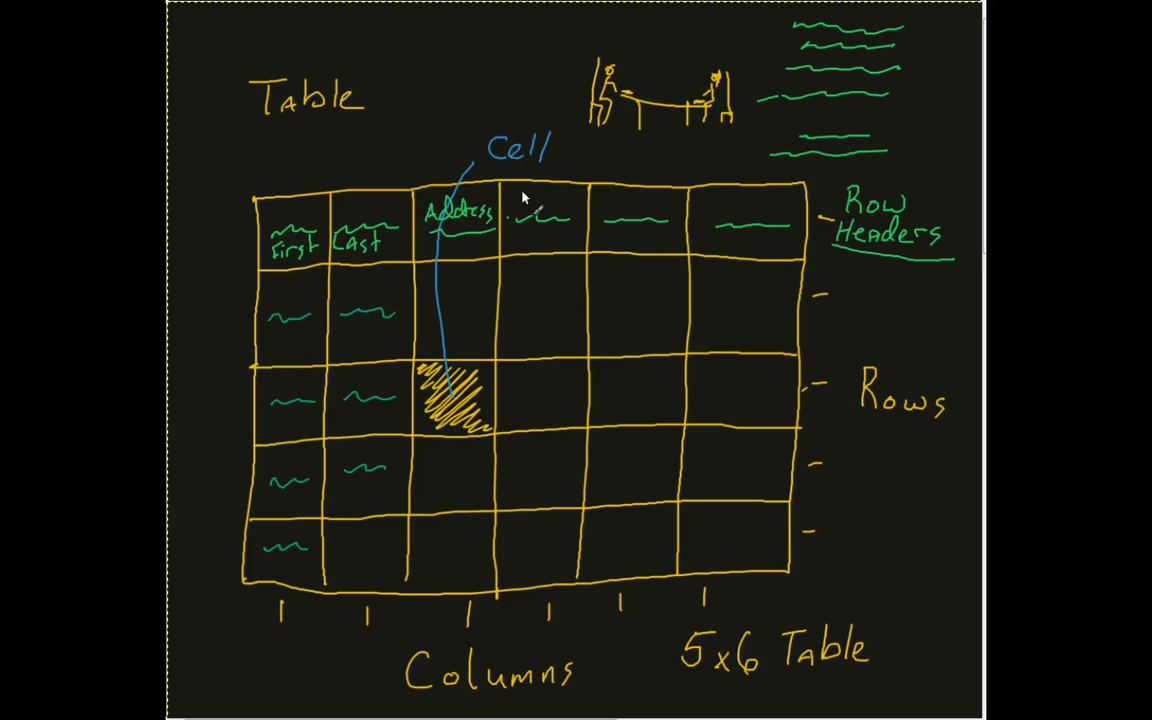 Table
Cell
First
Last
Address
Row
Headers
Rows
Columns
5x6 Table